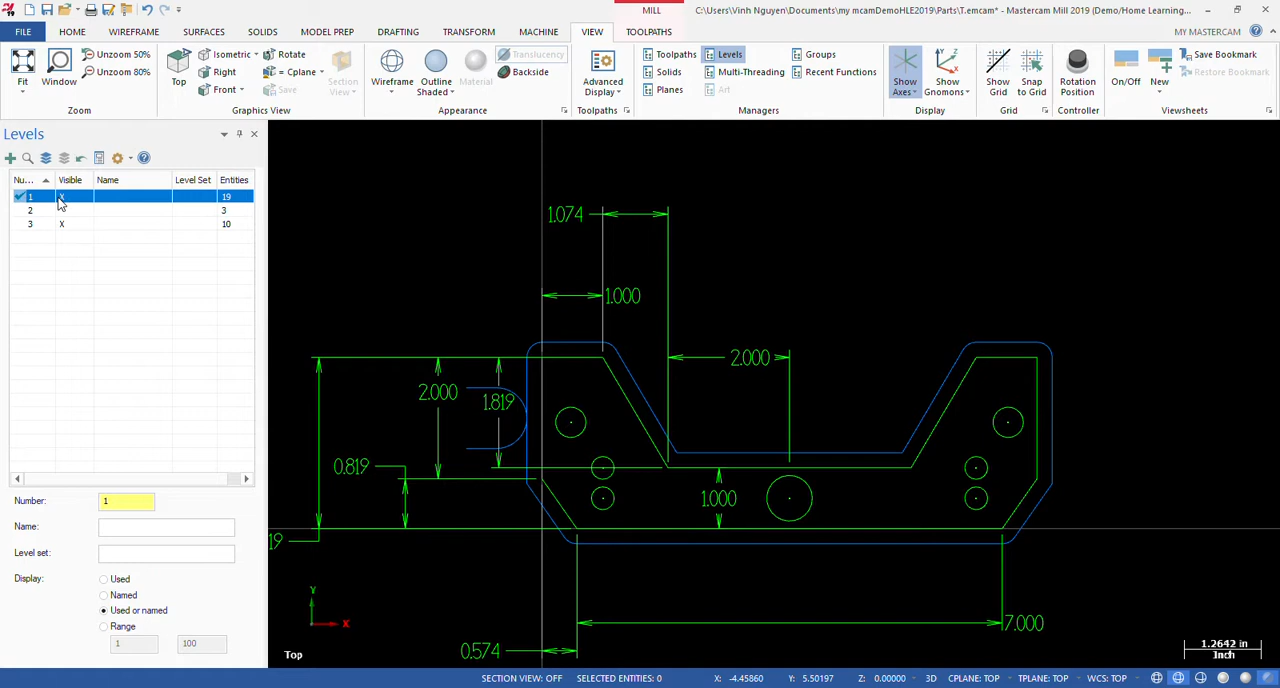 19
MILL
C:\Users\Vinh Nguyen\Documents\my mcamDemoHLE2019\Parts\T.emcam* - Mastercam Mill 2019 (Demo/Home Learning...
FILE HOME WIREFRAME SURFACES SOLIDS MODEL PREP DRAFTING TRANSFORM MACHINE VIEW TOOLPATHS MY MASTERCAM
Fit
Window
Unzoom 50%
Unzoom 80%
Zoom
Top
Isometric
Right
Front
Rotate
= Cplane
Save
Section View
Graphics View
Wireframe
Outline Shaded
Material
Translucency
Backside
Appearance
Advanced Display
Toolpaths
Toolpaths
Solids
Planes
Levels
Multi-Threading
Art
Groups
Recent Functions
Managers
Show Axes
Show Gnomons
Display
Show Grid
Snap to Grid
Grid
Rotation Position
Controller
On/Off
New
Save Bookmark
Restore Bookmark
Viewsheets
Levels
Nu... Visible Name Level Set Entities
1 X 19
2 3
3 X 10
Number: 1
Name:
Level set:
Display: Used
Named
Used or named
Range
1 100
1.074
1.000
2.000
2.000
1.819
0.819
1.000
19
7.000
0.574
Y
X
Top
1.2642 in
Inch
SECTION VIEW: OFF SELECTED ENTITIES: 0 X: -4.45860 Y: 5.50197 Z: 0.00000 3D CPLANE: TOP TPLANE: TOP WCS: TOP